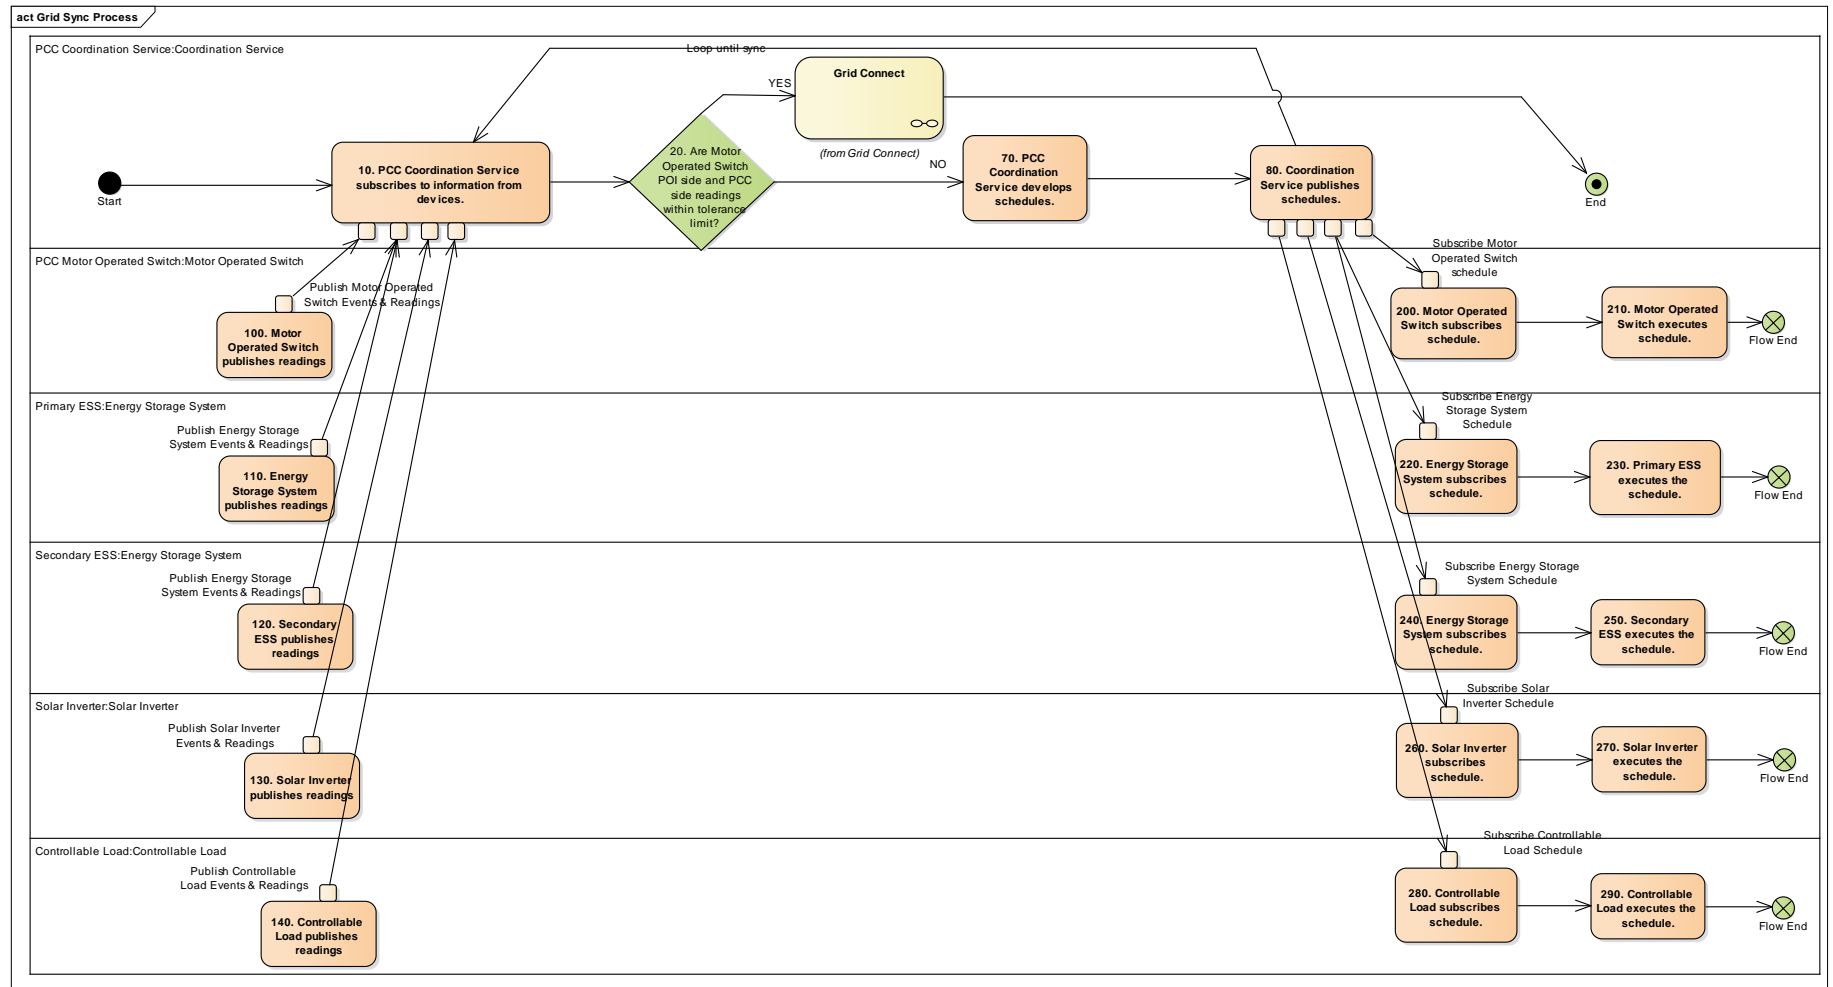 act Grid Sync Process
PCC Coordination Service:Coordination Service
Loop until sync
Start
10. PCC Coordination Service
subscribes to information from
devices.
20. Are Motor
Operated Switch
POI side and PCC
side readings
within tolerance
limit?
YES
Grid Connect
(from Grid Connect)
NO
70. PCC
Coordination
Service develops
schedules.
80. Coordination
Service publishes
schedules.
End
PCC Motor Operated Switch:Motor Operated Switch
Publish Motor Operated
Switch Events & Readings
100. Motor
Operated Switch
publishes readings
Subscribe Motor
Operated Switch
schedule
200. Motor Operated
Switch subscribes
schedule.
210. Motor Operated
Switch executes
schedule.
Flow End
Primary ESS:Energy Storage System
Publish Energy Storage
System Events & Readings
110. Energy
Storage System
publishes readings
Subscribe Energy
Storage System
Schedule
220. Energy Storage
System subscribes
schedule.
230. Primary ESS
executes the
schedule.
Flow End
Secondary ESS:Energy Storage System
Publish Energy Storage
System Events & Readings
120. Secondary
ESS publishes
readings
Subscribe Energy Storage
System Schedule
240. Energy Storage
System subscribes
schedule.
250. Secondary
ESS executes the
schedule.
Flow End
Solar Inverter:Solar Inverter
Publish Solar Inverter
Events & Readings
130. Solar Inverter
publishes readings
Subscribe Solar
Inverter Schedule
260. Solar Inverter
subscribes
schedule.
270. Solar Inverter
executes the
schedule.
Flow End
Controllable Load:Controllable Load
Publish Controllable
Load Events & Readings
140. Controllable
Load publishes
readings
Subscribe Controllable
Load Schedule
280. Controllable
Load subscribes
schedule.
290. Controllable
Load executes the
schedule.
Flow End